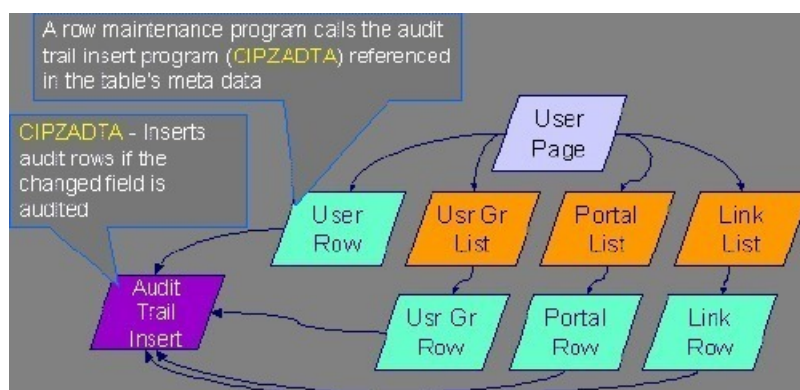 A row maintenance program calls the audit
trail insert program (CIPZADTA) referenced
in the table's meta data
CIPZADTA - Inserts
audit rows if the
changed field is
audited
User
Page
User
Row
Usr Gr
List
Portal
List
Link
List
Audit
Trail
Insert
Usr Gr
Row
Portal
Row
Link
Row